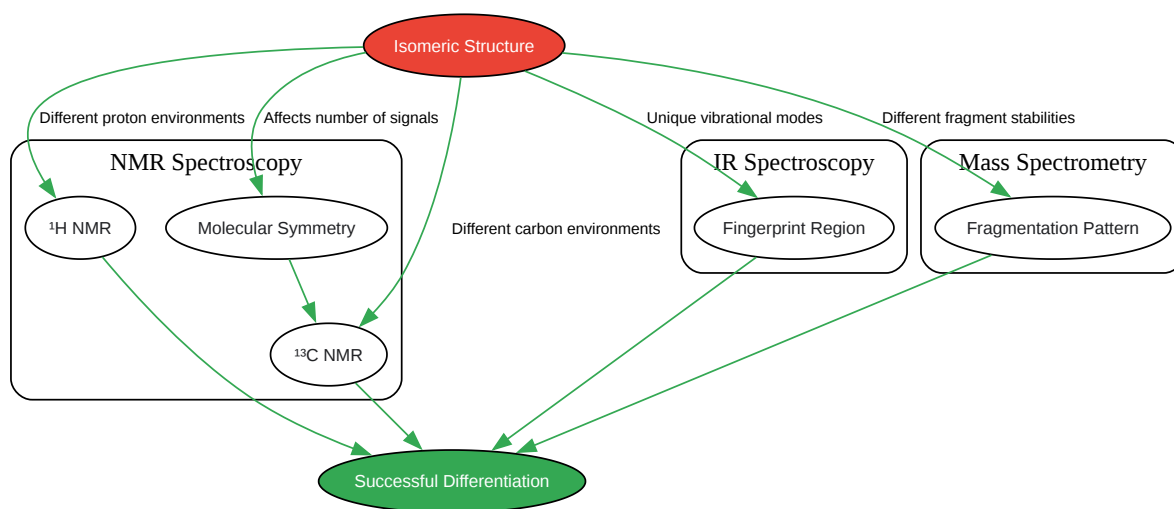 Isomeric Structure
Different proton environments
Affects number of signals
Unique vibrational modes
Different fragment stabilities
NMR Spectroscopy
IR Spectroscopy
Mass Spectrometry
¹H NMR
Molecular Symmetry
Different carbon environments
Fingerprint Region
Fragmentation Pattern
¹³C NMR
Successful Differentiation